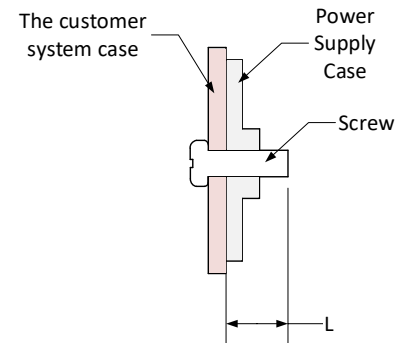 The customer
system case
Power
Supply
Case
Screw
L